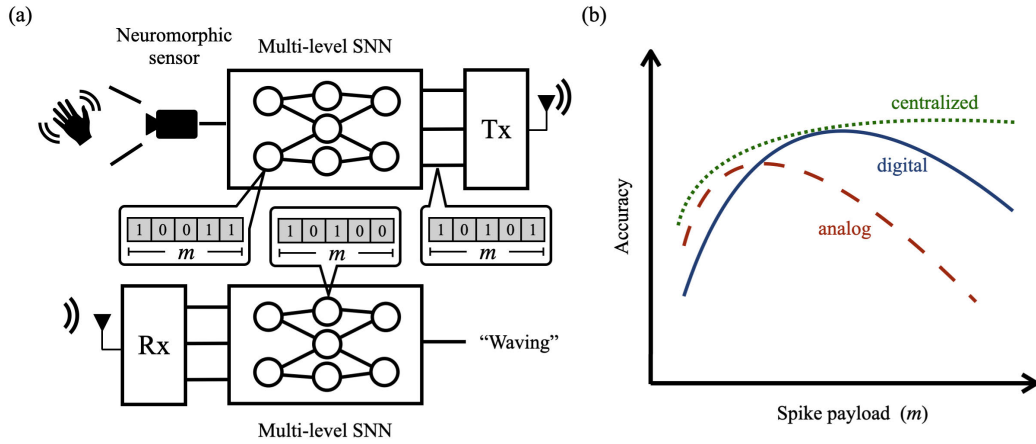 (a)
Neuromorphic
sensor
Multi-level SNN
Tx
1 0 0 1 1
m
1 0 1 0 0
m
1 0 1 0 1
m
Rx
"Waving"
Multi-level SNN
(b)
centralized
digital
analog
Accuracy
Spike payload (m)